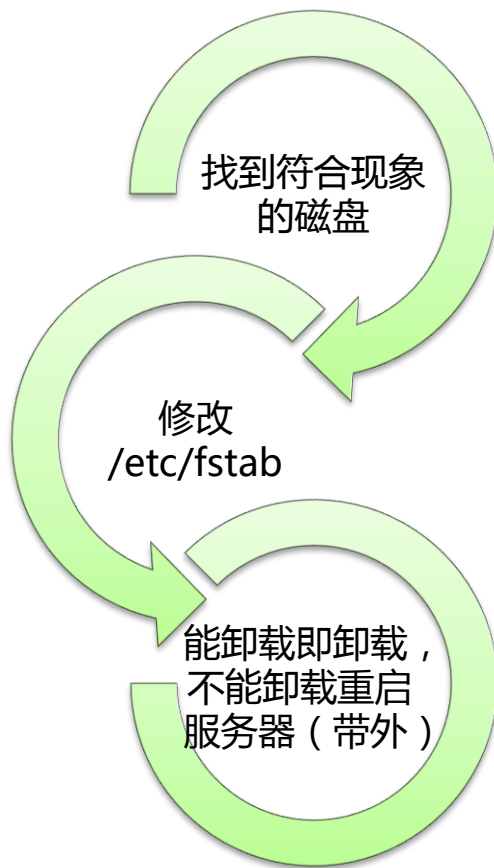 找到符合现象
的磁盘
修改
/etc/fstab
能卸载即卸载，
不能卸载重启
服务器（带外）